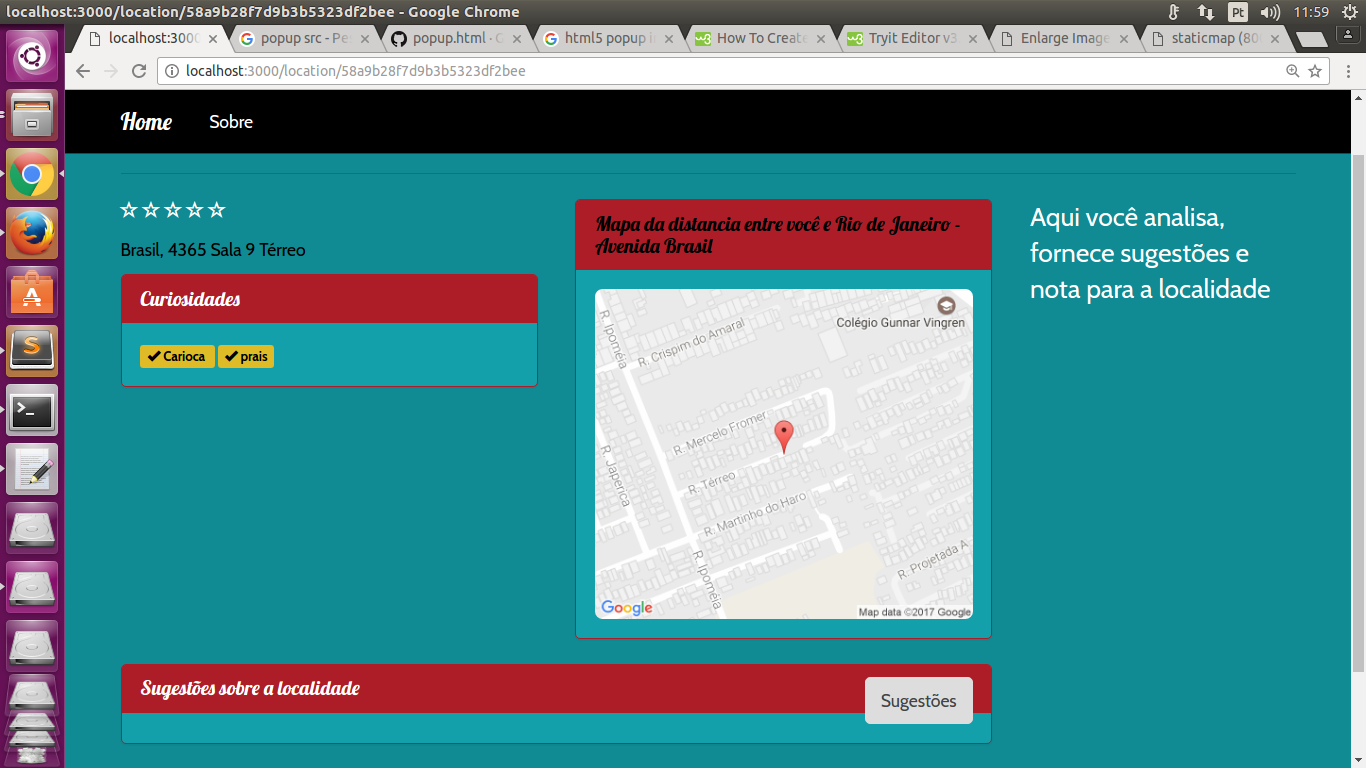 localhost:3000/location/58a9b28f7d9b3b5323df2bee - Google Chrome
Pt
11:59
localhost:3000
popup src - Pe
popup.html · G
html5 popup i
How To Create
Tryit Editor v3
Enlarge Image
staticmap (80
localhost:3000/location/58a9b28f7d9b3b5323df2bee
Home
Sobre
Brasil, 4365 Sala 9 Térreo
Curiosidades
Carioca
prais
Mapa da distancia entre você e Rio de Janeiro -
Avenida Brasil
Colégio Gunnar Vingren
R. Ipoméia
R. Crispim do Amaral
R. Mercelo Fromer
R. Térreo
R. Japerica
R. Martinho do Haro
R. Ipoméia
R. Projetada A
Google
Map data ©2017 Google
Aqui você analisa,
fornece sugestões e
nota para a localidade
Sugestões sobre a localidade
Sugestões